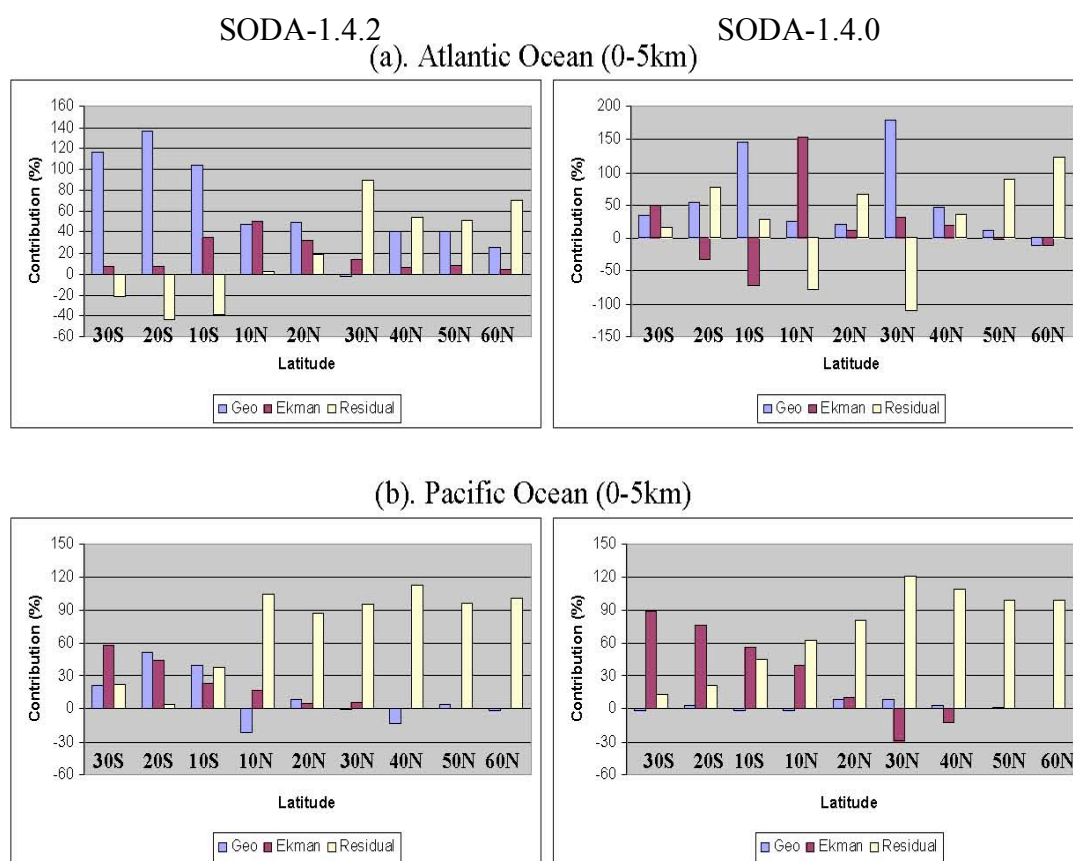 SODA-1.4.2 SODA-1.4.0
(a). Atlantic Ocean (0-5km)
160
140
120
100
80
60
40
20
0
-20
-40
-60
Contribution (%)
30S 20S 10S 10N 20N 30N 40N 50N 60N
Latitude
Geo Ekman Residual
200
150
100
50
0
-50
-100
-150
Contribution (%)
30S 20S 10S 10N 20N 30N 40N 50N 60N
Latitude
Geo Ekman Residual
(b). Pacific Ocean (0-5km)
150
120
90
60
30
0
-30
-60
Contribution (%)
30S 20S 10S 10N 20N 30N 40N 50N 60N
Latitude
Geo Ekman Residual
150
120
90
60
30
0
-30
-60
Contribution (%)
30S 20S 10S 10N 20N 30N 40N 50N 60N
Latitude
Geo Ekman Residual